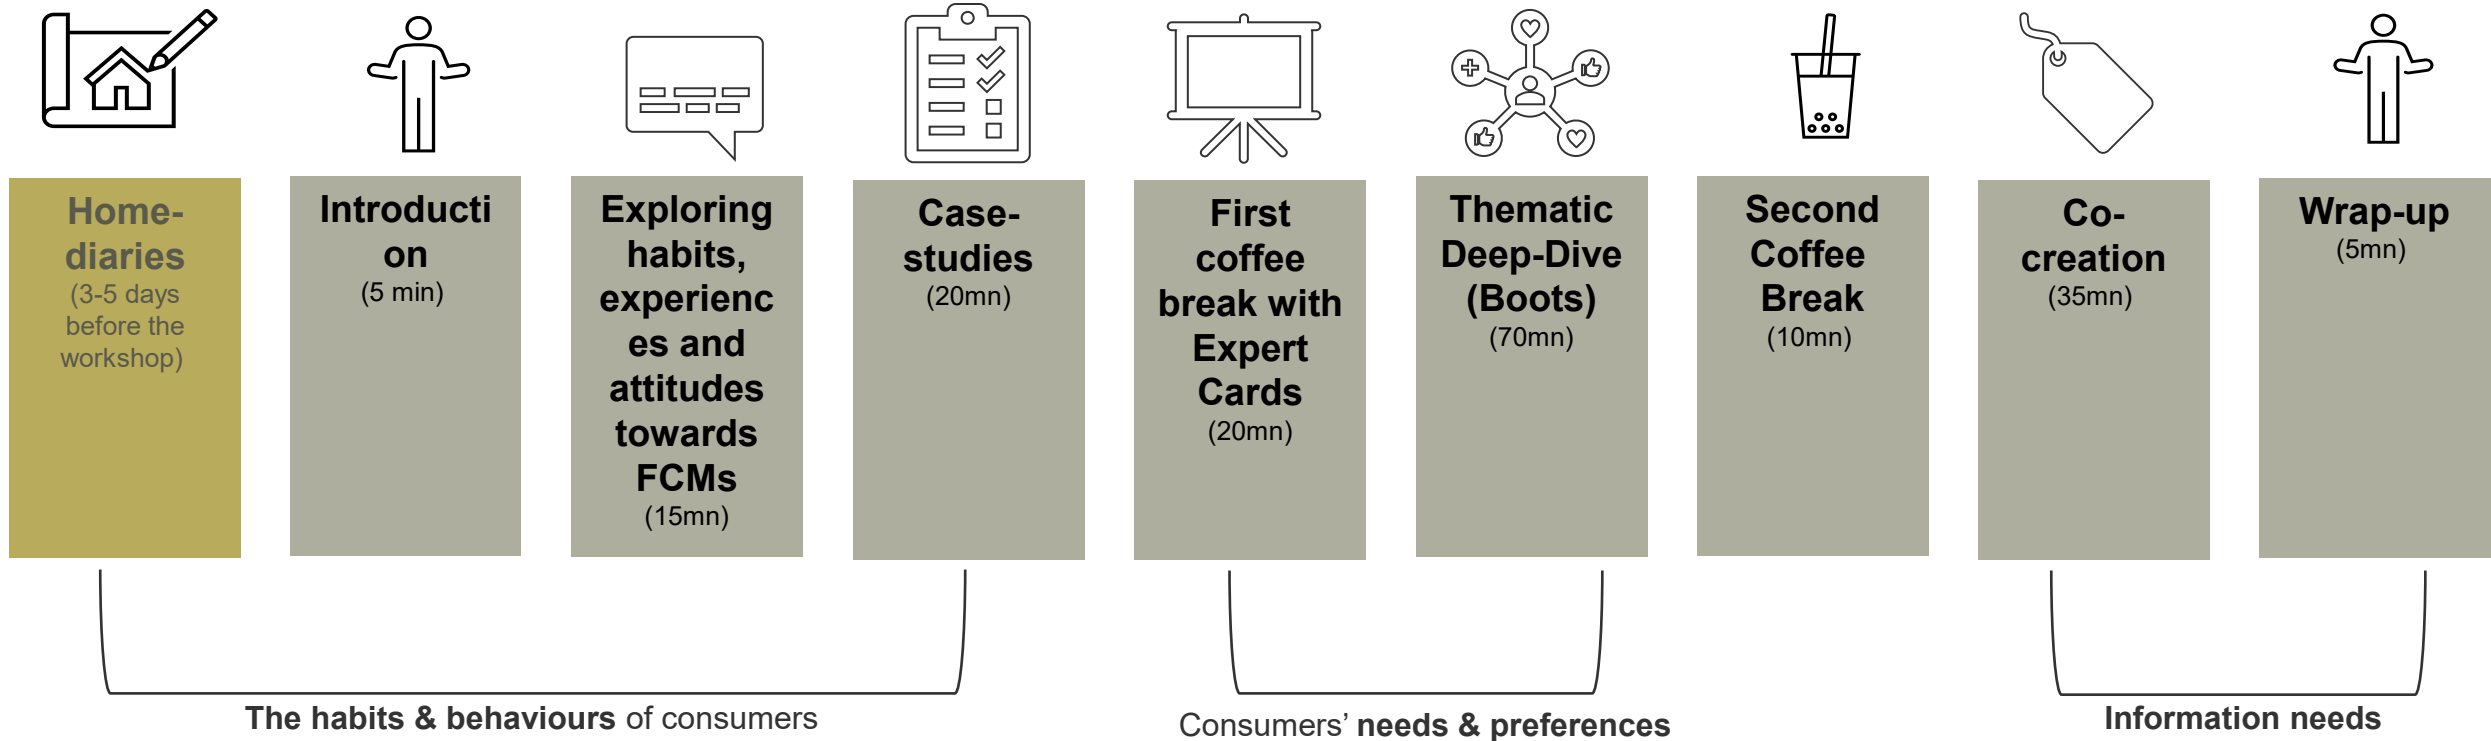 Home-
diaries
(3-5 days
before the
workshop)
Introducti
on
(5 min)
Exploring
habits,
experienc
es and
attitudes
towards
FCMs
(15mn)
Case-
studies
(20mn)
First
coffee
break with
Expert
Cards
(20mn)
Thematic
Deep-Dive
(Boots)
(70mn)
Second
Coffee
Break
(10mn)
Co-
creation
(35mn)
Wrap-up
(5mn)
The habits & behaviours of consumers
Consumers’ needs & preferences
Information needs